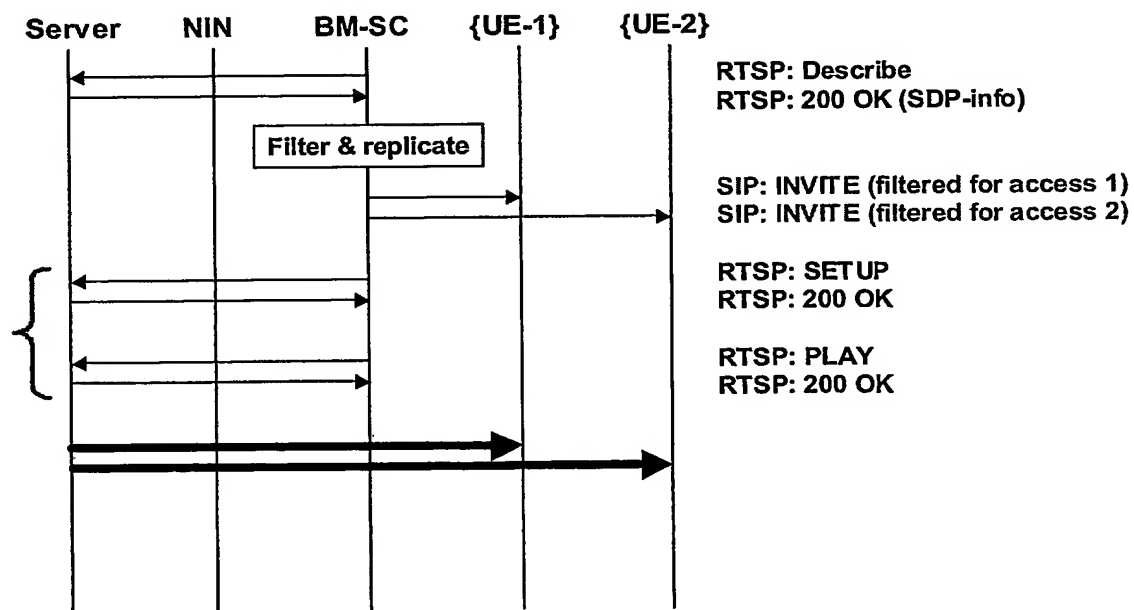 Server NIN BM-SC {UE-1} {UE-2}
RTSP: Describe
RTSP: 200 OK (SDP-info)
Filter & replicate
SIP: INVITE (filtered for access 1)
SIP: INVITE (filtered for access 2)
RTSP: SETUP
RTSP: 200 OK
RTSP: PLAY
RTSP: 200 OK